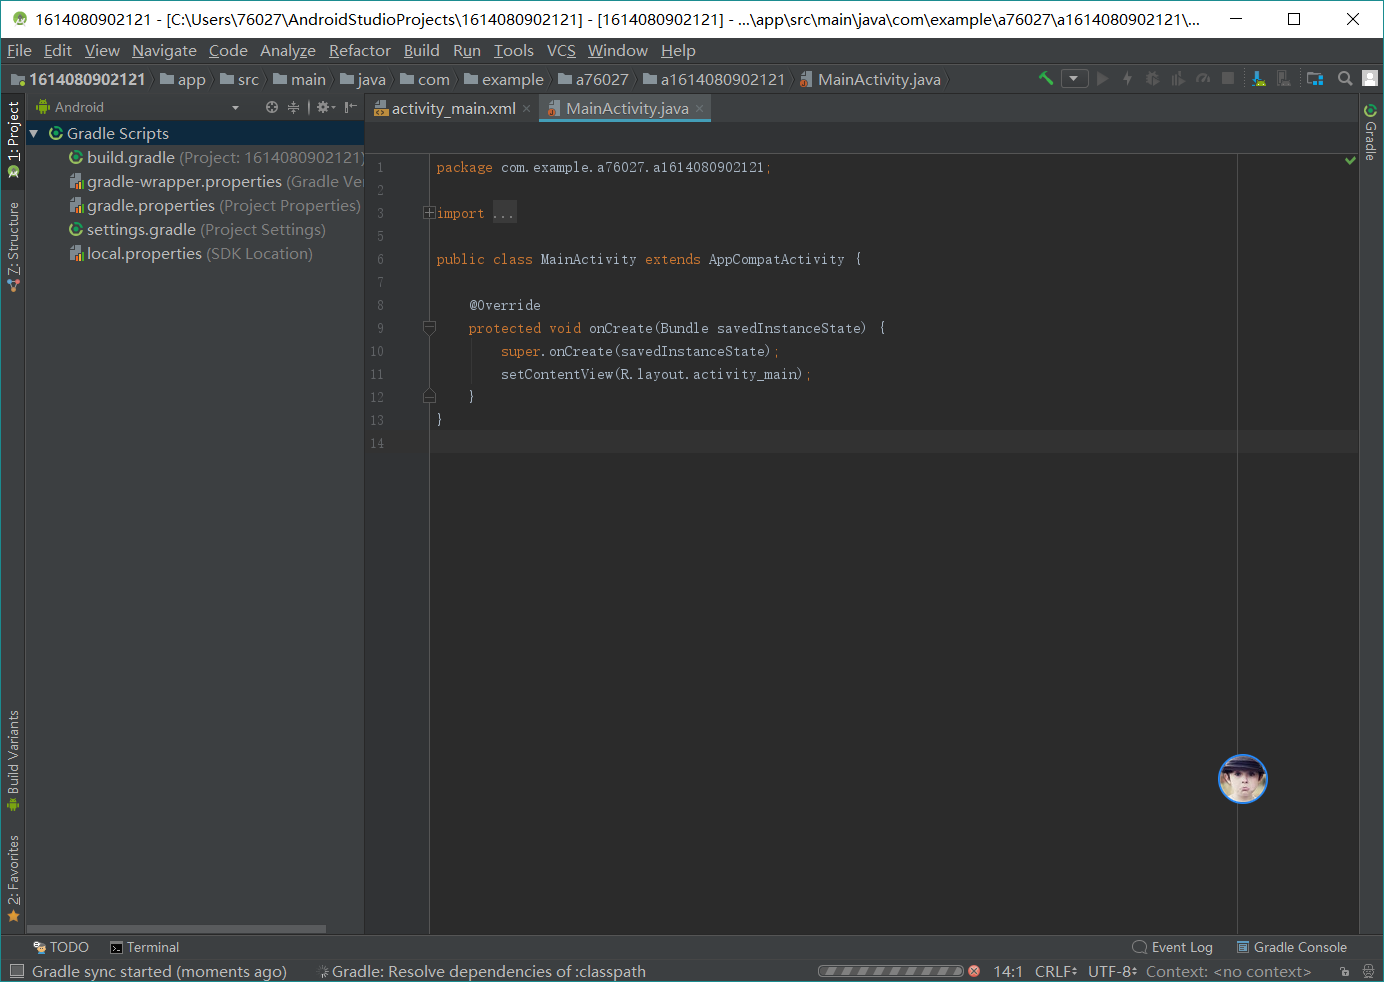 1614080902121 - [C:\Users\76027\AndroidStudioProjects\1614080902121] - [1614080902121] - ...\app\src\main\java\com\example\a76027\a1614080902121\...
File Edit View Navigate Code Analyze Refactor Build Run Tools VCS Window Help
1614080902121 app src main java com example a76027 a1614080902121 MainActivity.java
Android
activity_main.xml MainActivity.java
1: Project
7: Structure
Build Variants
2: Favorites
Gradle Scripts
build.gradle (Project: 1614080902121)
gradle-wrapper.properties (Gradle Ver
gradle.properties (Project Properties)
settings.gradle (Project Settings)
local.properties (SDK Location)
1 package com.example.a76027.a1614080902121;
2
3 import ...
5
6 public class MainActivity extends AppCompatActivity {
7
8 @Override
9 protected void onCreate(Bundle savedInstanceState) {
10 super.onCreate(savedInstanceState);
11 setContentView(R.layout.activity_main);
12 }
13 }
14
Gradle
TODO Terminal Event Log Gradle Console
Gradle sync started (moments ago) Gradle: Resolve dependencies of :classpath 14:1 CRLF UTF-8 Context: <no context>